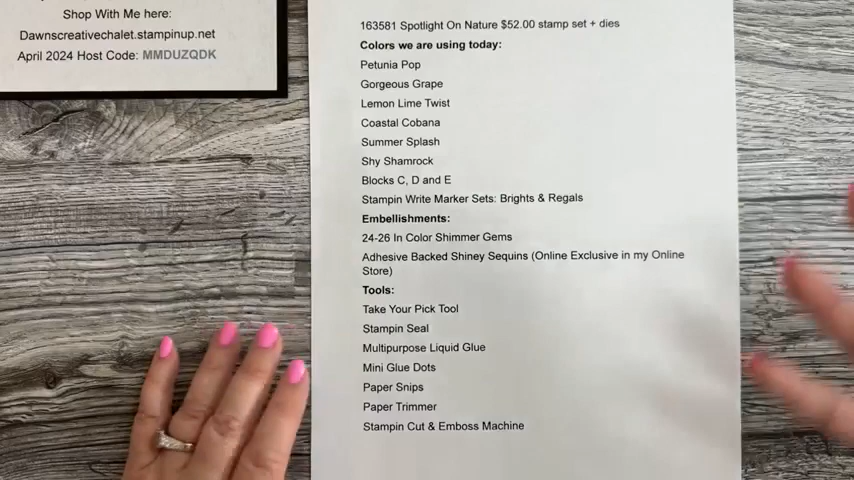 Shop With Me here:
Dawnscreativechalet.stampinup.net
April 2024 Host Code: MMDUZQDK
163581 Spotlight On Nature $52.00 stamp set + dies
Colors we are using today:
Petunia Pop
Gorgeous Grape
Lemon Lime Twist
Coastal Cobana
Summer Splash
Shy Shamrock
Blocks C, D and E
Stampin Write Marker Sets: Brights & Regals
Embellishments:
24-26 In Color Shimmer Gems
Adhesive Backed Shiney Sequins (Online Exclusive in my Online
Store)
Tools:
Take Your Pick Tool
Stampin Seal
Multipurpose Liquid Glue
Mini Glue Dots
Paper Snips
Paper Trimmer
Stampin Cut & Emboss Machine